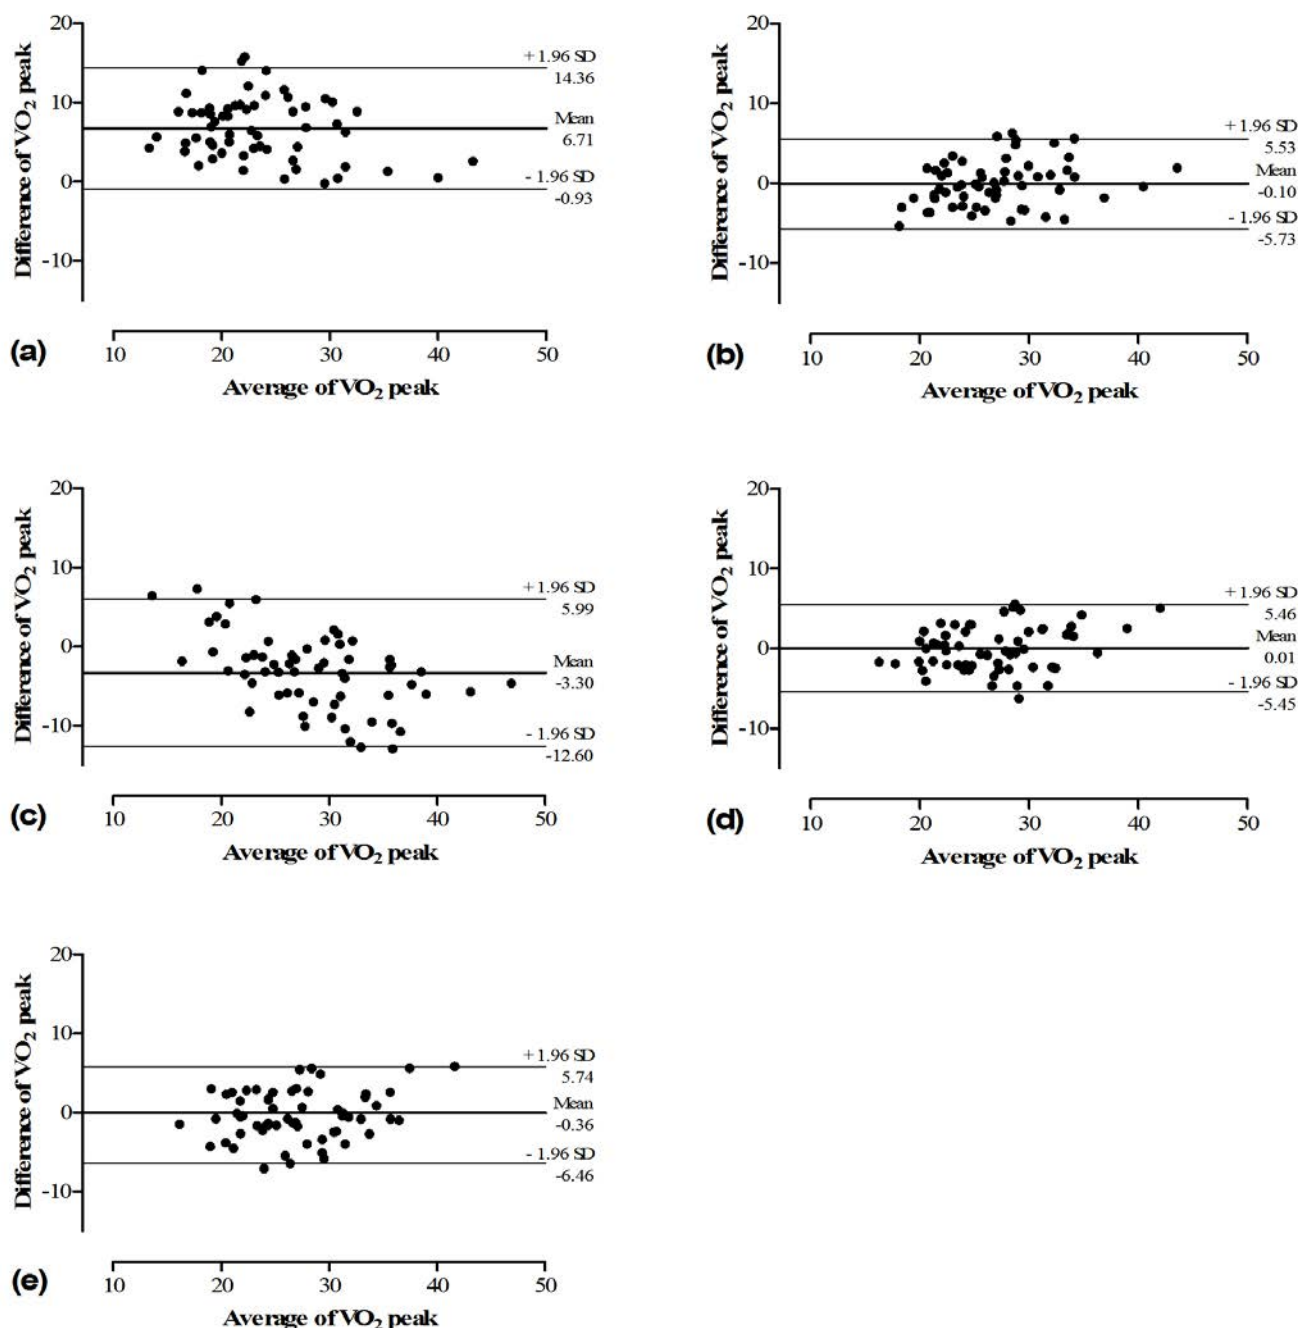 20
10
0
-10
Difference of VO2 peak
+ 1.96 SD
14.36
Mean
6.71
- 1.96 SD
-0.93
10 20 30 40 50
Average of VO2 peak
(a)
20
10
0
-10
Difference of VO2 peak
+ 1.96 SD
5.53
Mean
-0.10
- 1.96 SD
-5.73
10 20 30 40 50
Average of VO2 peak
(b)
20
10
0
-10
Difference of VO2 peak
+ 1.96 SD
5.99
Mean
-3.30
- 1.96 SD
-12.60
10 20 30 40 50
Average of VO2 peak
(c)
20
10
0
-10
Difference of VO2 peak
+ 1.96 SD
5.46
Mean
0.01
- 1.96 SD
-5.45
10 20 30 40 50
Average of VO2 peak
(d)
20
10
0
-10
Difference of VO2 peak
+ 1.96 SD
5.74
Mean
-0.36
- 1.96 SD
-6.46
10 20 30 40 50
Average of VO2 peak
(e)